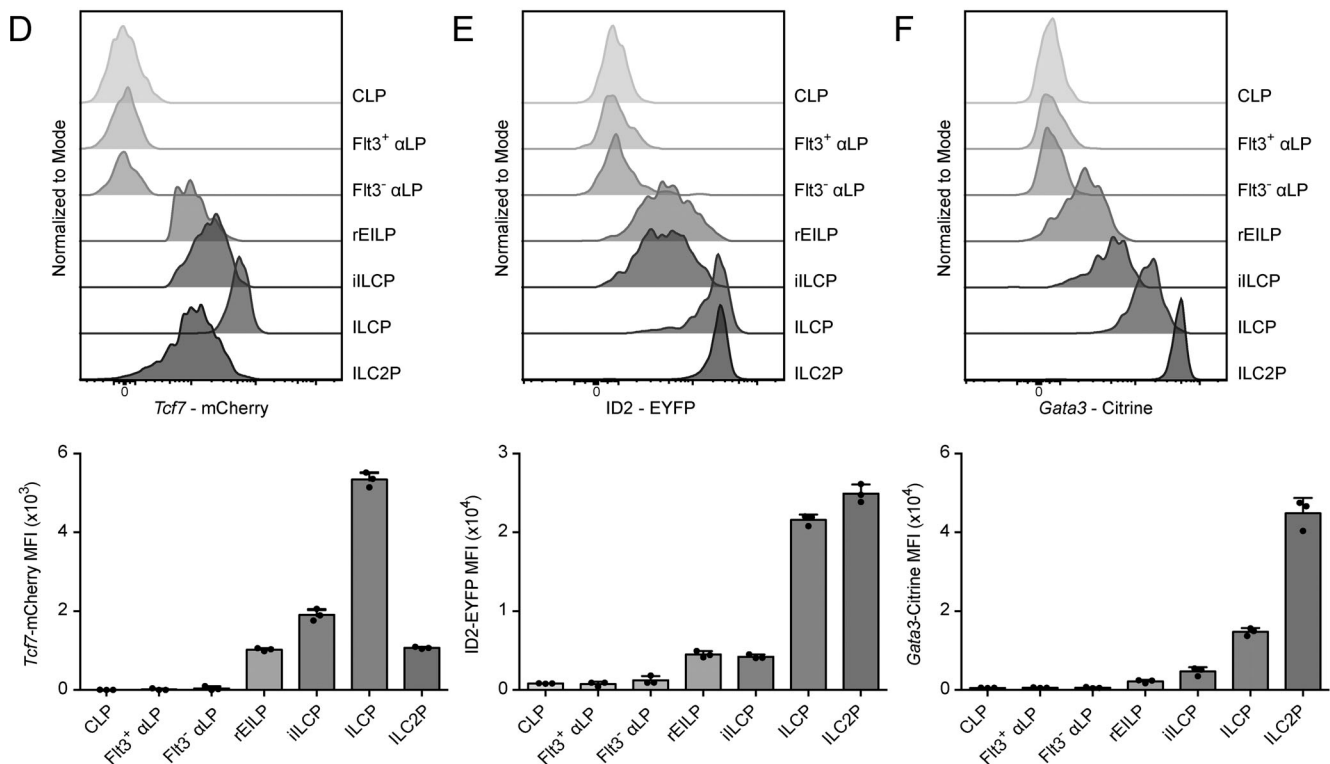 D
Normalized to Mode
CLP
Flt3+ αLP
Flt3- αLP
rEILP
iILCP
ILCP
ILC2P
0
Tcf7 - mCherry
E
Normalized to Mode
CLP
Flt3+ αLP
Flt3- αLP
rEILP
iILCP
ILCP
ILC2P
0
ID2 - EYFP
F
Normalized to Mode
CLP
Flt3+ αLP
Flt3- αLP
rEILP
iILCP
ILCP
ILC2P
0
Gata3 - Citrine
Tcf7-mCherry MFI (x10³)
6
4
2
0
CLP
Flt3+ αLP
Flt3- αLP
rEILP
iILCP
ILCP
ILC2P
ID2-EYFP MFI (x10⁴)
3
2
1
0
CLP
Flt3+ αLP
Flt3- αLP
rEILP
iILCP
ILCP
ILC2P
Gata3-Citrine MFI (x10⁴)
6
4
2
0
CLP
Flt3+ αLP
Flt3- αLP
rEILP
iILCP
ILCP
ILC2P